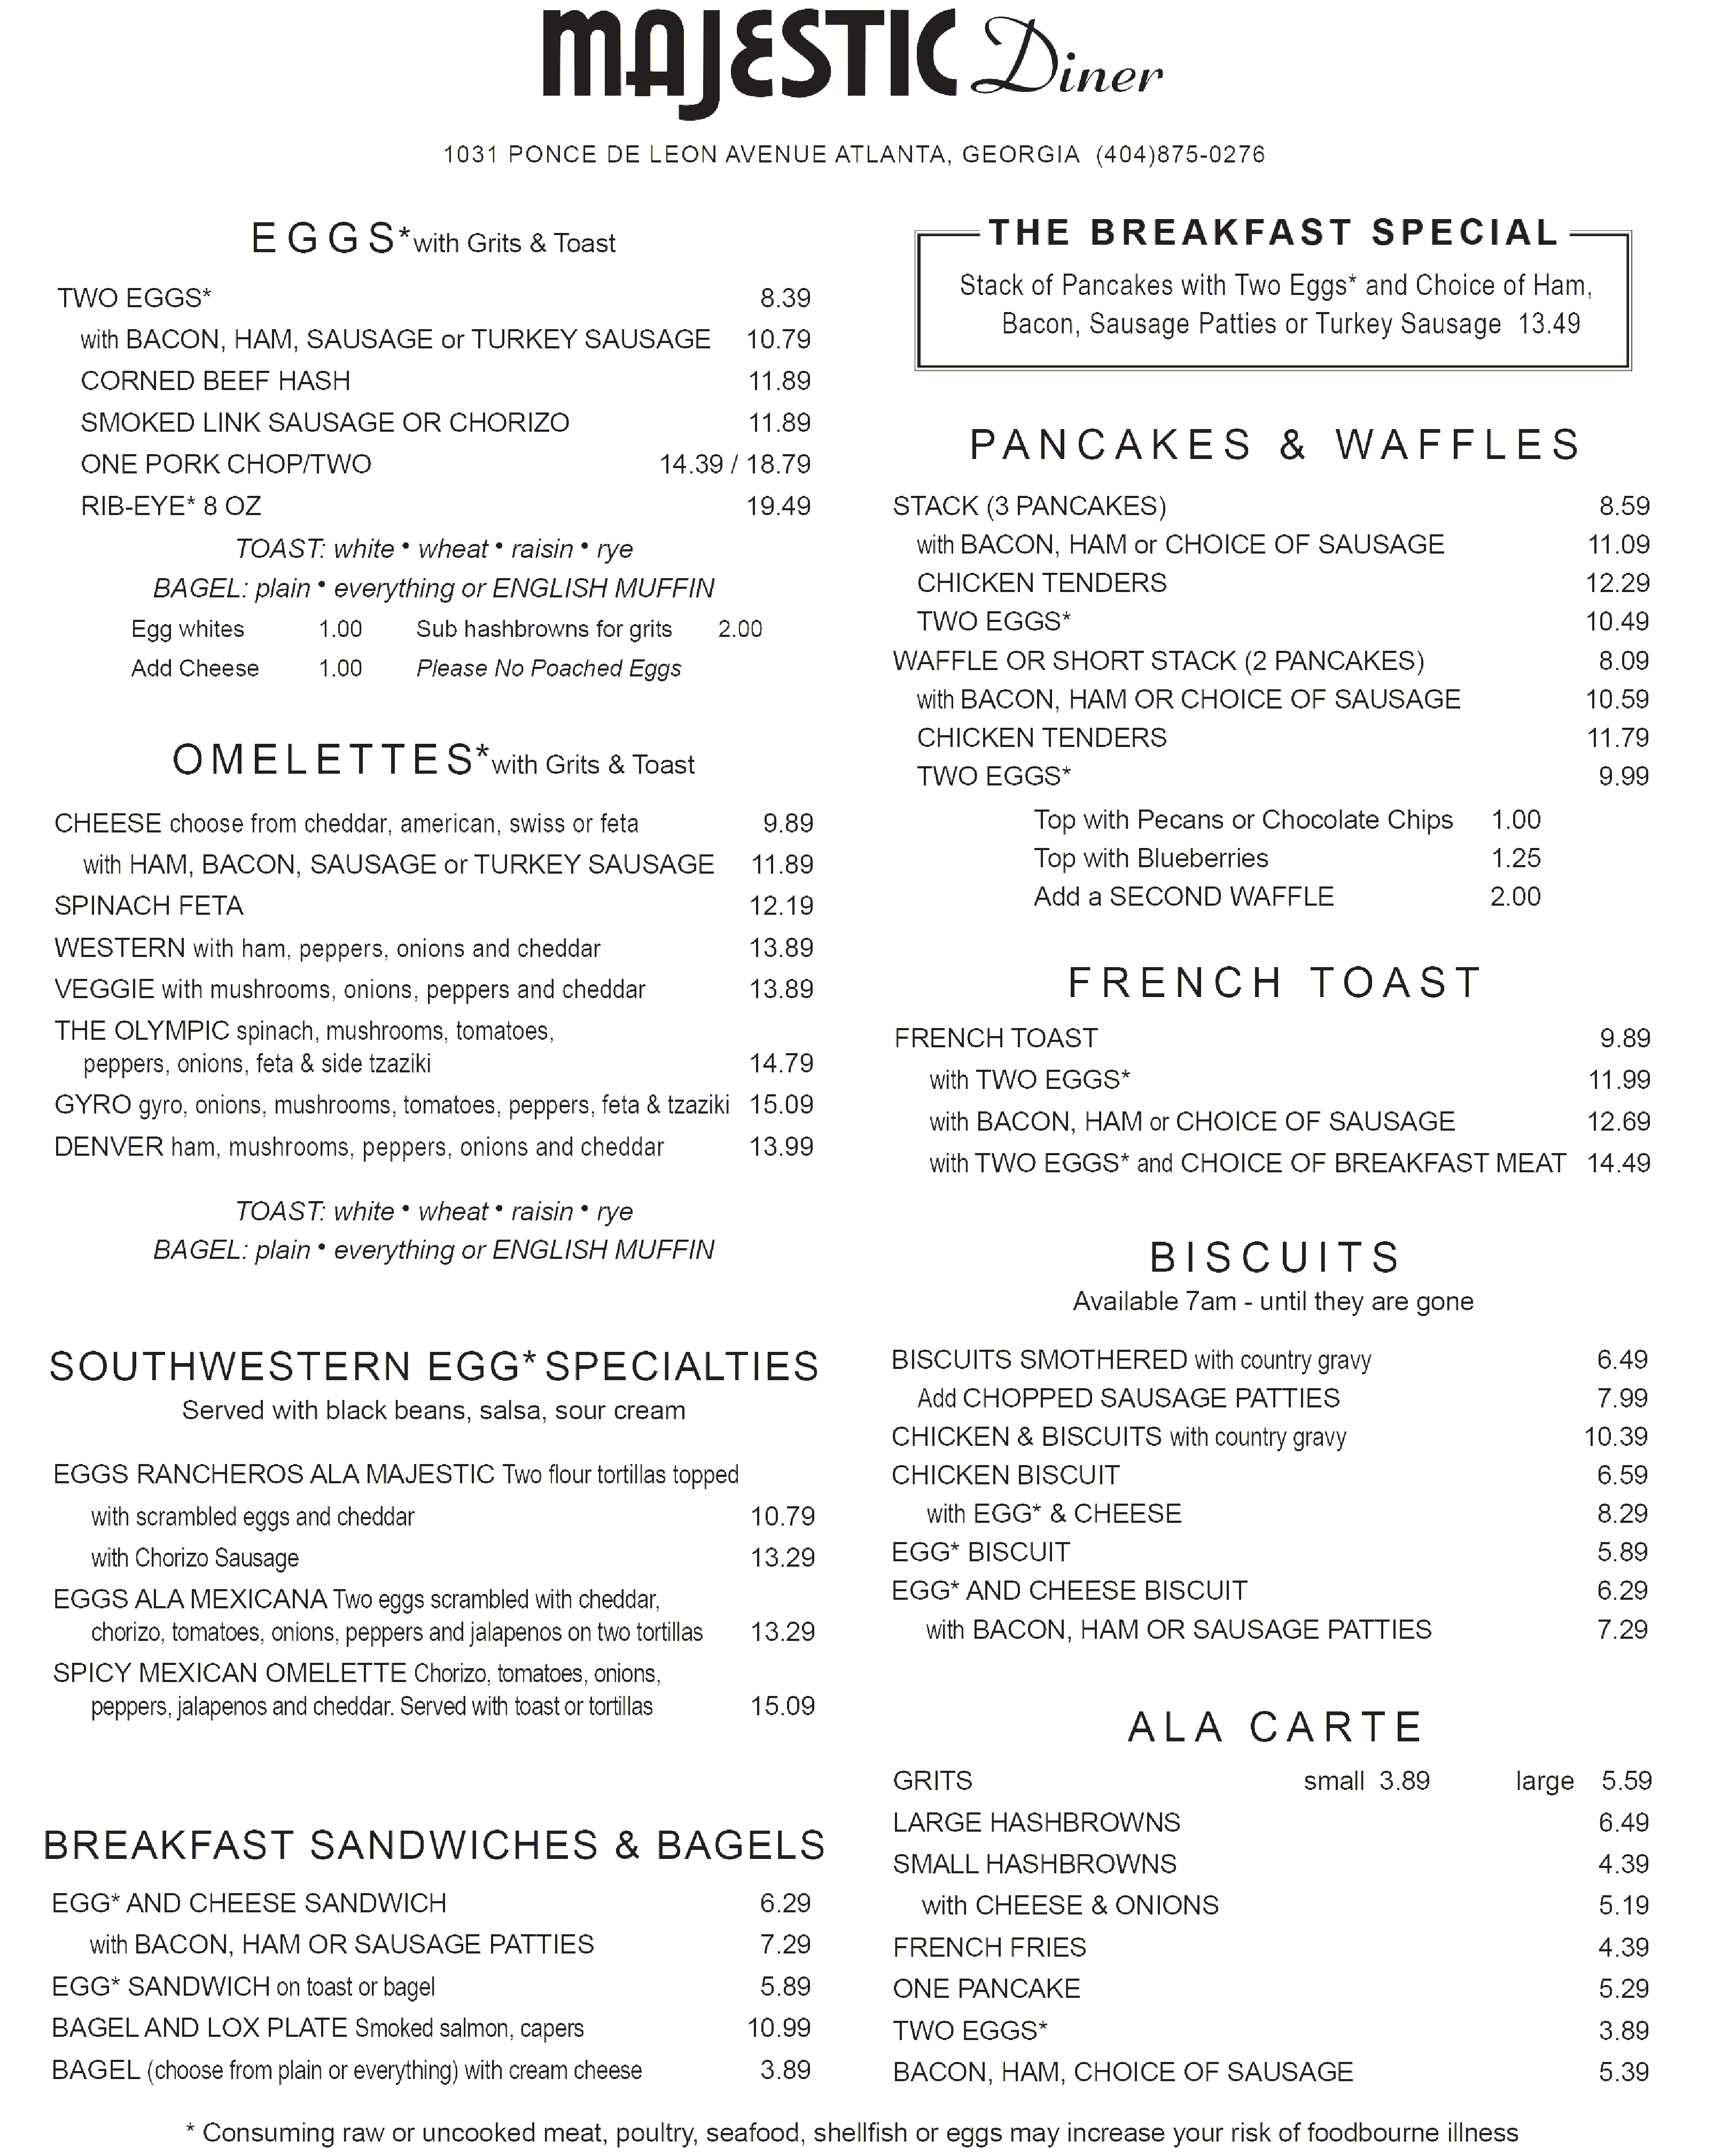 MAJESTIC Diner
1031 PONCE DE LEON AVENUE ATLANTA, GEORGIA (404)875-0276
EGGS* with Grits & Toast
TWO EGGS* 8.39
with BACON, HAM, SAUSAGE or TURKEY SAUSAGE 10.79
CORNED BEEF HASH 11.89
SMOKED LINK SAUSAGE OR CHORIZO 11.89
ONE PORK CHOP/TWO 14.39 / 18.79
RIB-EYE* 8 OZ 19.49
TOAST: white • wheat • raisin • rye
BAGEL: plain • everything or ENGLISH MUFFIN
Egg whites 1.00 Sub hashbrowns for grits 2.00
Add Cheese 1.00 Please No Poached Eggs
OMELETTES* with Grits & Toast
CHEESE choose from cheddar, american, swiss or feta 9.89
with HAM, BACON, SAUSAGE or TURKEY SAUSAGE 11.89
SPINACH FETA 12.19
WESTERN with ham, peppers, onions and cheddar 13.89
VEGGIE with mushrooms, onions, peppers and cheddar 13.89
THE OLYMPIC spinach, mushrooms, tomatoes,
peppers, onions, feta & side tzaziki 14.79
GYRO gyro, onions, mushrooms, tomatoes, peppers, feta & tzaziki 15.09
DENVER ham, mushrooms, peppers, onions and cheddar 13.99
TOAST: white • wheat • raisin • rye
BAGEL: plain • everything or ENGLISH MUFFIN
SOUTHWESTERN EGG* SPECIALTIES
Served with black beans, salsa, sour cream
EGGS RANCHEROS ALA MAJESTIC Two flour tortillas topped
with scrambled eggs and cheddar 10.79
with Chorizo Sausage 13.29
EGGS ALA MEXICANA Two eggs scrambled with cheddar,
chorizo, tomatoes, onions, peppers and jalapenos on two tortillas 13.29
SPICY MEXICAN OMELETTE Chorizo, tomatoes, onions,
peppers, jalapenos and cheddar. Served with toast or tortillas 15.09
BREAKFAST SANDWICHES & BAGELS
EGG* AND CHEESE SANDWICH 6.29
with BACON, HAM OR SAUSAGE PATTIES 7.29
EGG* SANDWICH on toast or bagel 5.89
BAGEL AND LOX PLATE Smoked salmon, capers 10.99
BAGEL (choose from plain or everything) with cream cheese 3.89
THE BREAKFAST SPECIAL
Stack of Pancakes with Two Eggs* and Choice of Ham,
Bacon, Sausage Patties or Turkey Sausage 13.49
PANCAKES & WAFFLES
STACK (3 PANCAKES) 8.59
with BACON, HAM or CHOICE OF SAUSAGE 11.09
CHICKEN TENDERS 12.29
TWO EGGS* 10.49
WAFFLE OR SHORT STACK (2 PANCAKES) 8.09
with BACON, HAM OR CHOICE OF SAUSAGE 10.59
CHICKEN TENDERS 11.79
TWO EGGS* 9.99
Top with Pecans or Chocolate Chips 1.00
Top with Blueberries 1.25
Add a SECOND WAFFLE 2.00
FRENCH TOAST
FRENCH TOAST 9.89
with TWO EGGS* 11.99
with BACON, HAM or CHOICE OF SAUSAGE 12.69
with TWO EGGS* and CHOICE OF BREAKFAST MEAT 14.49
BISCUITS
Available 7am - until they are gone
BISCUITS SMOTHERED with country gravy 6.49
Add CHOPPED SAUSAGE PATTIES 7.99
CHICKEN & BISCUITS with country gravy 10.39
CHICKEN BISCUIT 6.59
with EGG* & CHEESE 8.29
EGG* BISCUIT 5.89
EGG* AND CHEESE BISCUIT 6.29
with BACON, HAM OR SAUSAGE PATTIES 7.29
ALA CARTE
GRITS small 3.89 large 5.59
LARGE HASHBROWNS 6.49
SMALL HASHBROWNS 4.39
with CHEESE & ONIONS 5.19
FRENCH FRIES 4.39
ONE PANCAKE 5.29
TWO EGGS* 3.89
BACON, HAM, CHOICE OF SAUSAGE 5.39
* Consuming raw or uncooked meat, poultry, seafood, shellfish or eggs may increase your risk of foodbourne illness